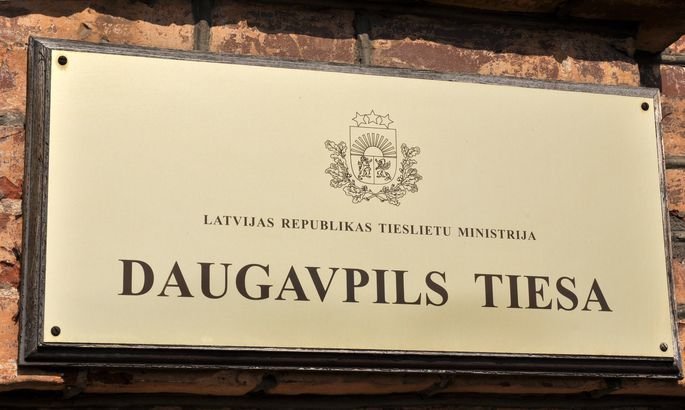 LATVIJAS REPUBLIKAS TIESLIETU MINISTRIJA
DAUGAVPILS TIESA